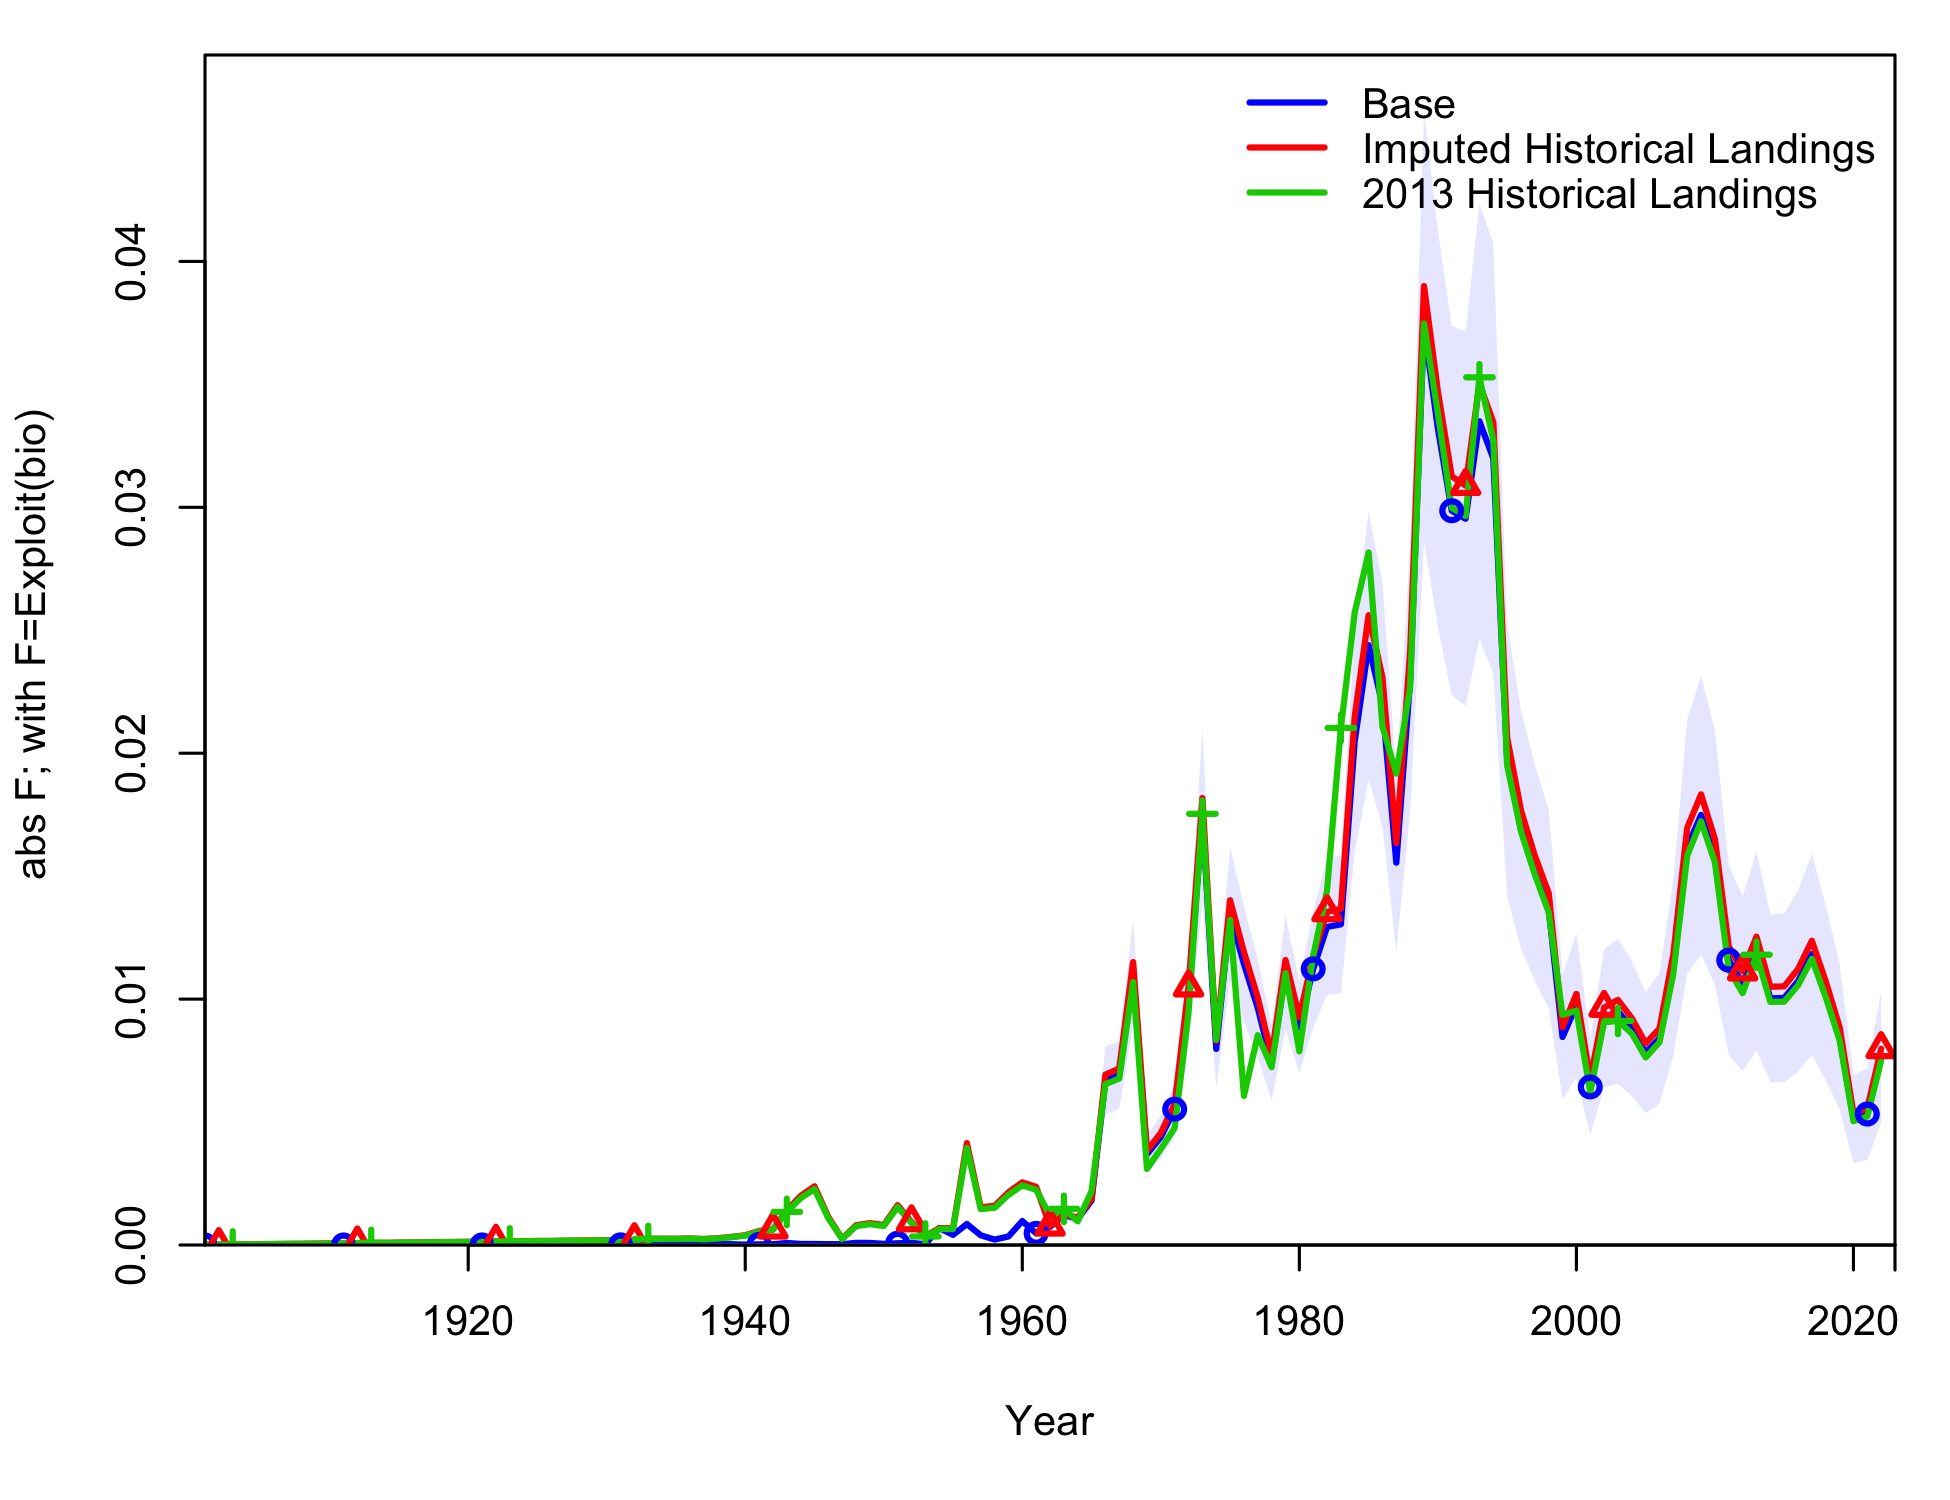 Base
Imputed Historical Landings
2013 Historical Landings
abs F; with F=Exploit(bio)
0.04
0.03
0.02
0.01
0.00
1920 1940 1960 1980 2000 2020
Year